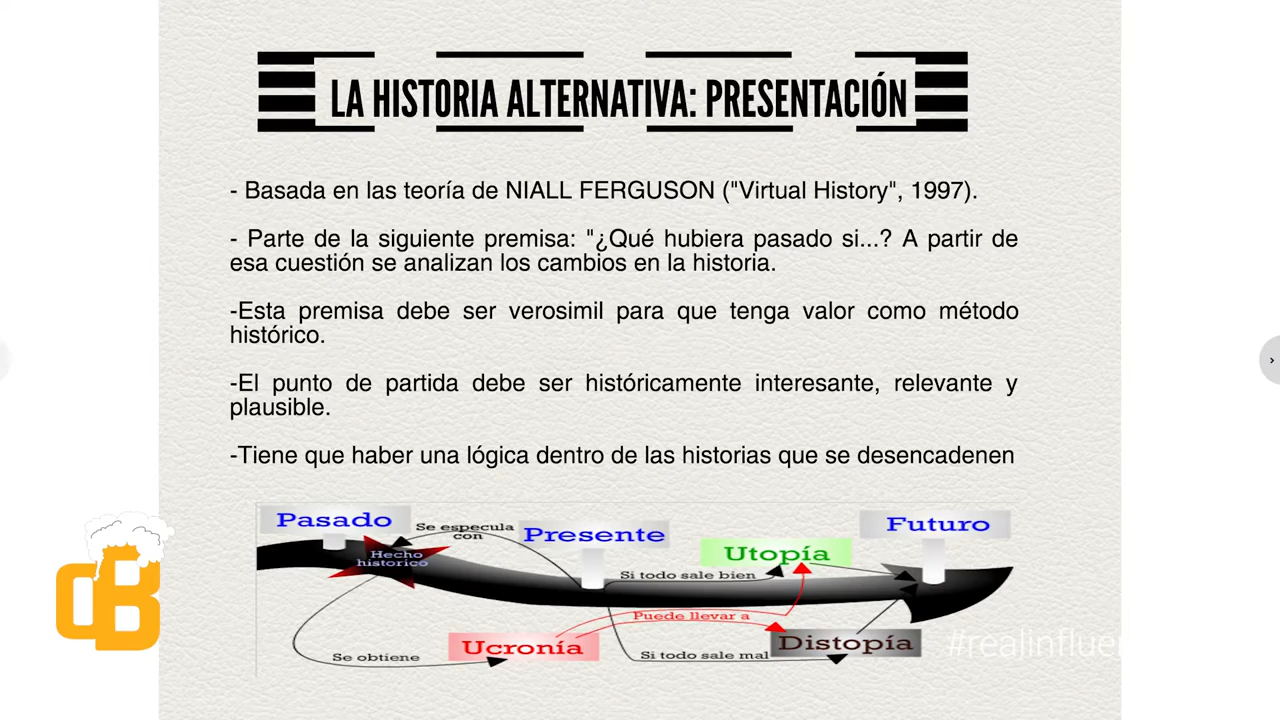 LA HISTORIA ALTERNATIVA: PRESENTACIÓN
- Basada en las teoría de NIALL FERGUSON ("Virtual History", 1997).
- Parte de la siguiente premisa: "¿Qué hubiera pasado si...? A partir de
esa cuestión se analizan los cambios en la historia.
-Esta premisa debe ser verosimil para que tenga valor como método
histórico.
-El punto de partida debe ser históricamente interesante, relevante y
plausible.
-Tiene que haber una lógica dentro de las historias que se desencadenen
Pasado
Se especula
con
Presente
Futuro
Hecho
historico
Utopía
Si todo sale bien
Puede llevar a
Ucronía
Distopía
Se obtiene
Si todo sale mal
#realinfluen
dB